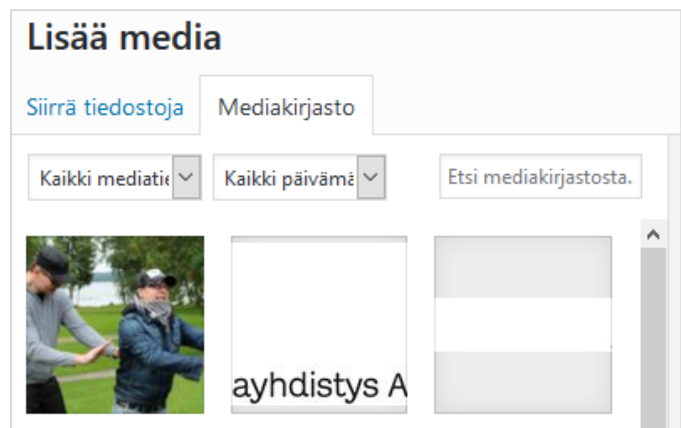 Lisää media
Siirrä tiedostoja Mediakirjasto
Kaikki mediatie Kaikki päivämä Etsi mediakirjastosta.
ayhdistys A